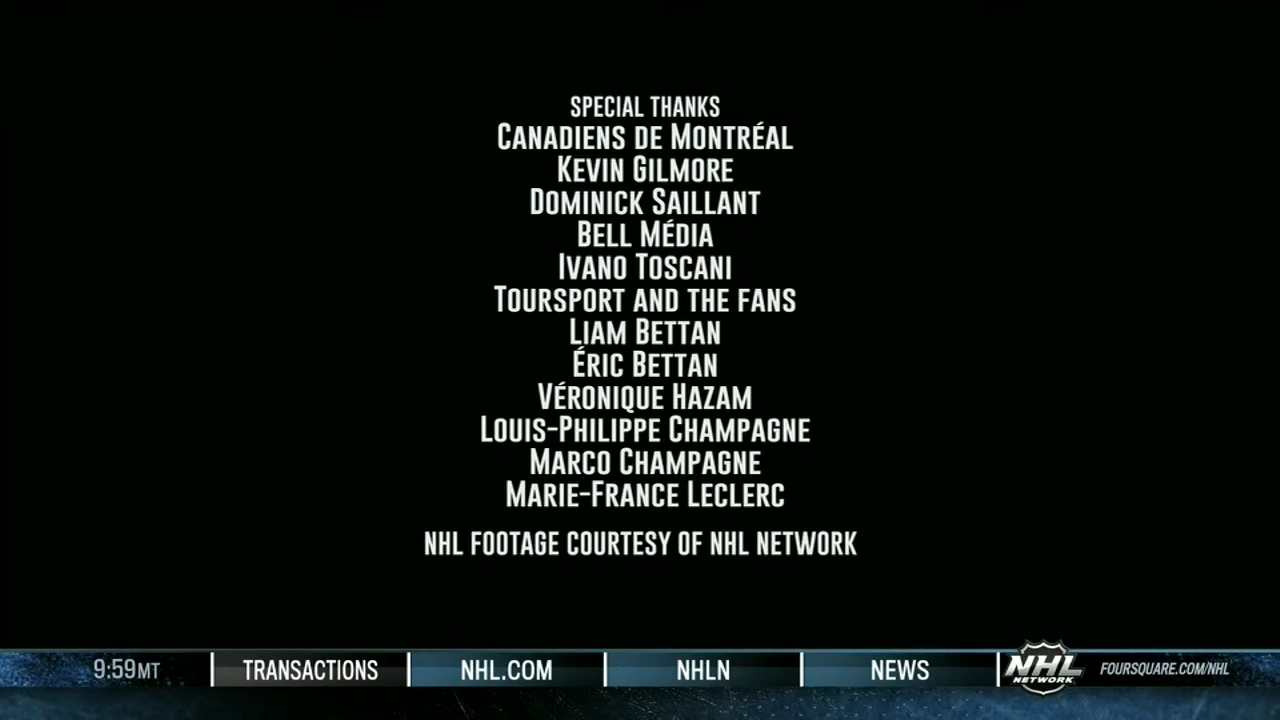 SPECIAL THANKS
CANADIENS DE MONTRÉAL
KEVIN GILMORE
DOMINICK SAILLANT
BELL MÉDIA
IVANO TOSCANI
TOURSPORT AND THE FANS
LIAM BETTAN
ÉRIC BETTAN
VÉRONIQUE HAZAM
LOUIS-PHILIPPE CHAMPAGNE
MARCO CHAMPAGNE
MARIE-FRANCE LECLERC
NHL FOOTAGE COURTESY OF NHL NETWORK
9:59MT TRANSACTIONS NHL.COM NHLN NEWS NHL NETWORK FOURSQUARE.COM/NHL